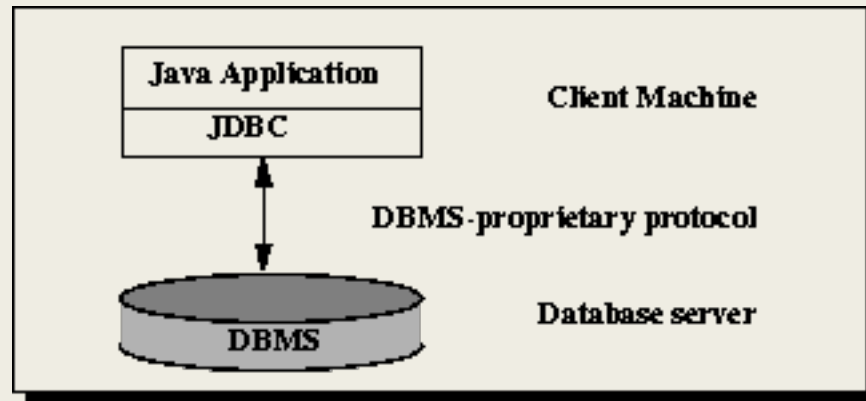 Java Application
Client Machine
JDBC
DBMS-proprietary protocol
Database server
DBMS